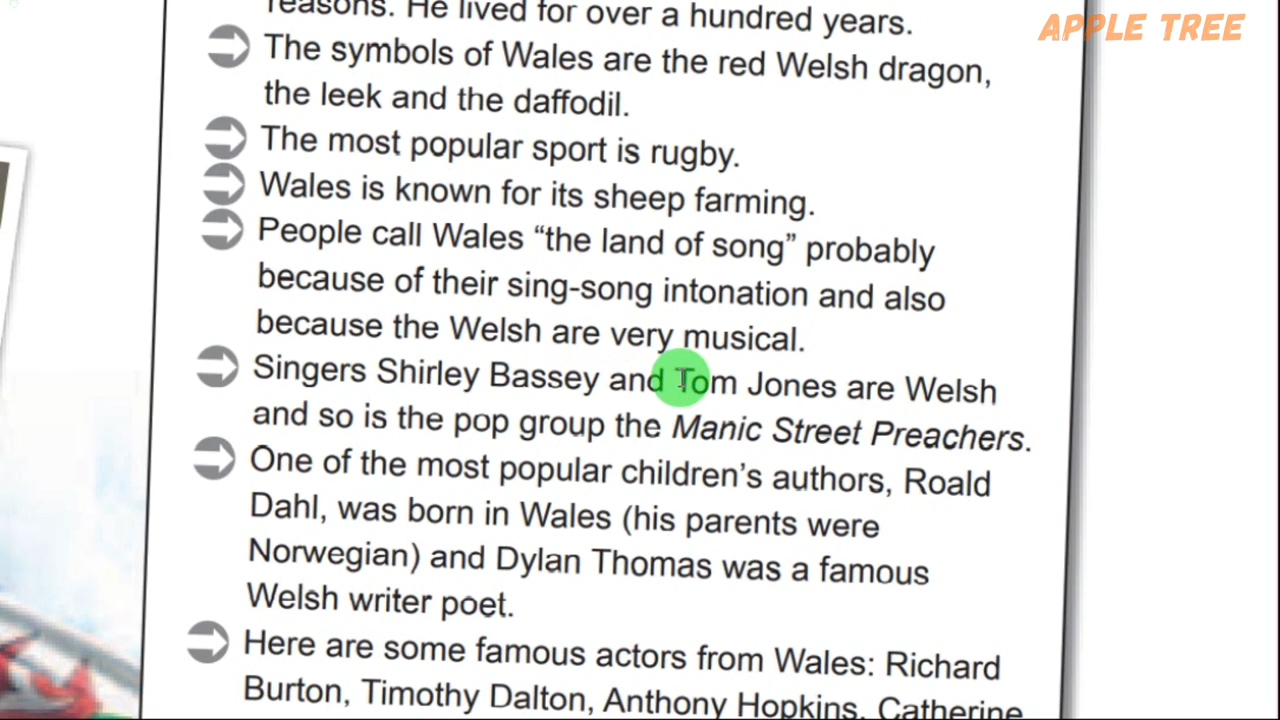 APPLE TREE
reasons. He lived for over a hundred years.
The symbols of Wales are the red Welsh dragon,
the leek and the daffodil.
The most popular sport is rugby.
Wales is known for its sheep farming.
People call Wales “the land of song” probably
because of their sing-song intonation and also
because the Welsh are very musical.
Singers Shirley Bassey and Tom Jones are Welsh
and so is the pop group the Manic Street Preachers.
One of the most popular children’s authors, Roald
Dahl, was born in Wales (his parents were
Norwegian) and Dylan Thomas was a famous
Welsh writer poet.
Here are some famous actors from Wales: Richard
Burton, Timothy Dalton, Anthony Hopkins, Catherine